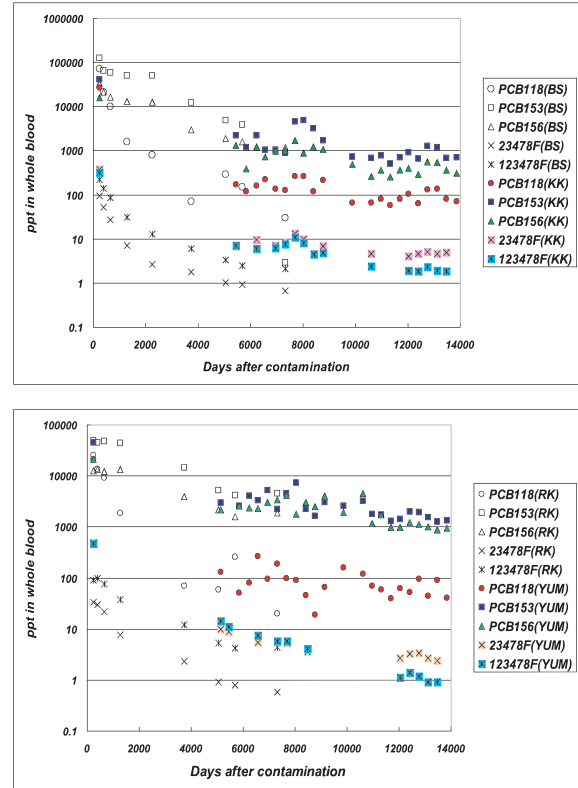 1000000
100000
10000
1000
100
10
1
0.1
ppt in whole blood
0 2000 4000 6000 8000 10000 12000 14000
Days after contamination
PCB118(BS)
PCB153(BS)
PCB156(BS)
23478F(BS)
123478F(BS)
PCB118(KK)
PCB153(KK)
PCB156(KK)
23478F(KK)
123478F(KK)
100000
10000
1000
100
10
1
0.1
ppt in whole blood
0 2000 4000 6000 8000 10000 12000 14000
Days after contamination
PCB118(RK)
PCB153(RK)
PCB156(RK)
23478F(RK)
123478F(RK)
PCB118(YUM)
PCB153(YUM)
PCB156(YUM)
23478F(YUM)
123478F(YUM)